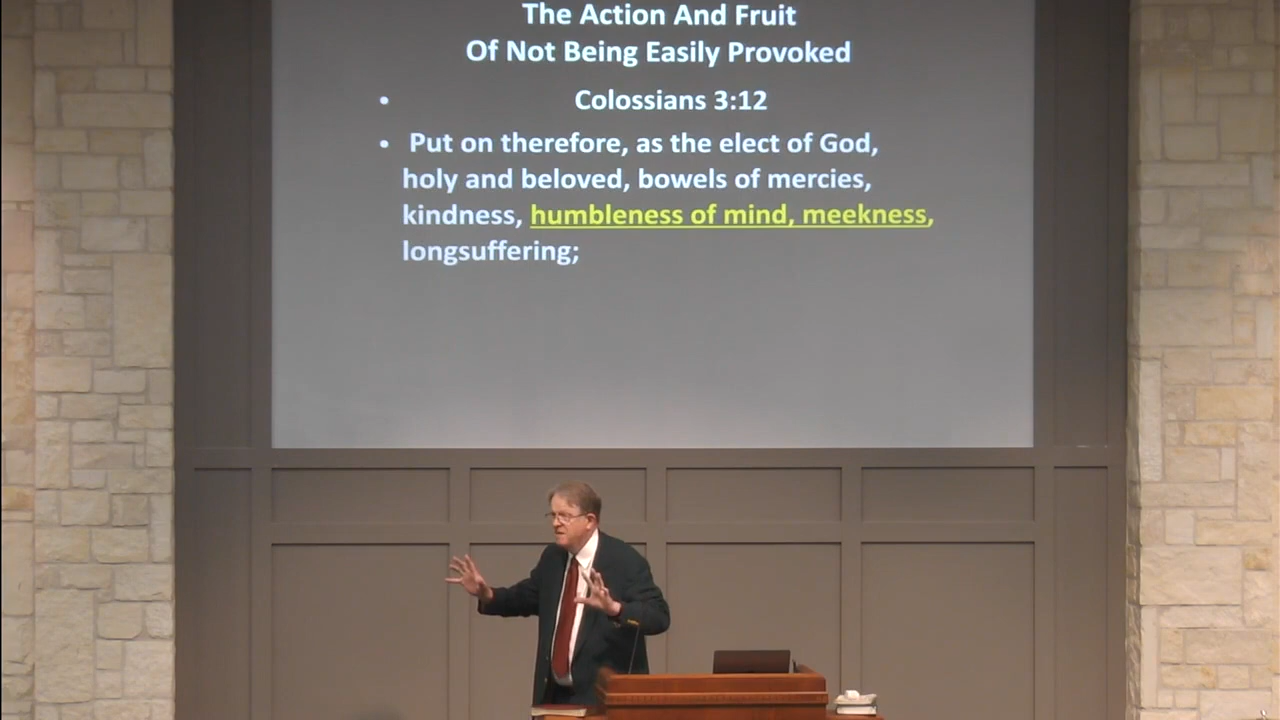 The Action And Fruit
Of Not Being Easily Provoked
• Colossians 3:12
• Put on therefore, as the elect of God,
holy and beloved, bowels of mercies,
kindness, humbleness of mind, meekness,
longsuffering;